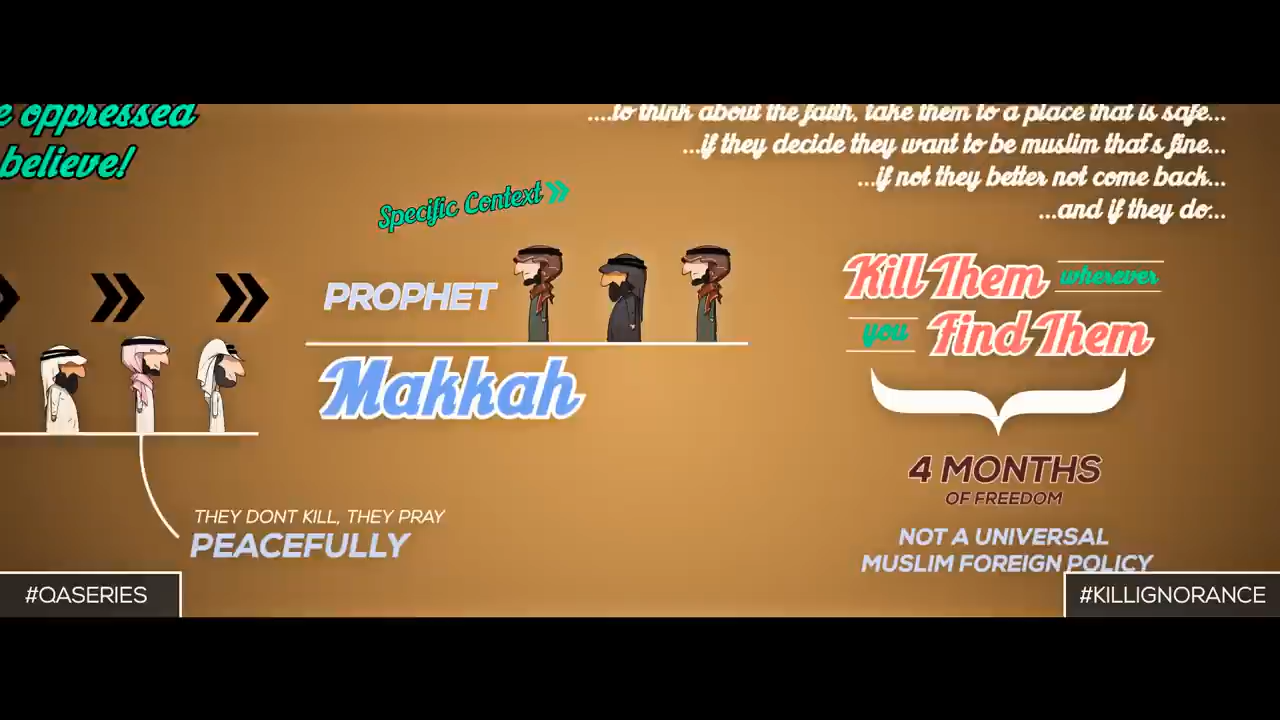 e oppressed
believe!
....to think about the faith, take them to a place that is safe...
...if they decide they want to be muslim that's fine...
...if not they better not come back...
...and if they do...
Specific Context
PROPHET
Makkah
Kill Them wherever
you Find Them
4 MONTHS
OF FREEDOM
NOT A UNIVERSAL
MUSLIM FOREIGN POLICY
THEY DONT KILL, THEY PRAY
PEACEFULLY
#QASERIES
#KILLIGNORANCE